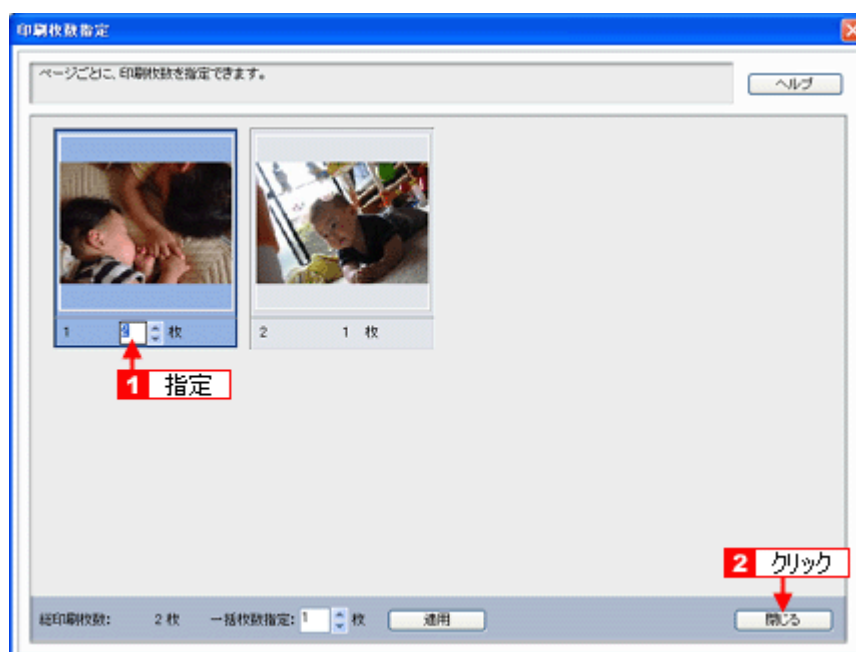 印刷枚数指定
ページごとに、印刷枚数を指定できます。
ヘルプ
1 枚
2 1 枚
1 指定
2 クリック
総印刷枚数: 2 枚 一括枚数指定: 1 枚 適用 閉じる